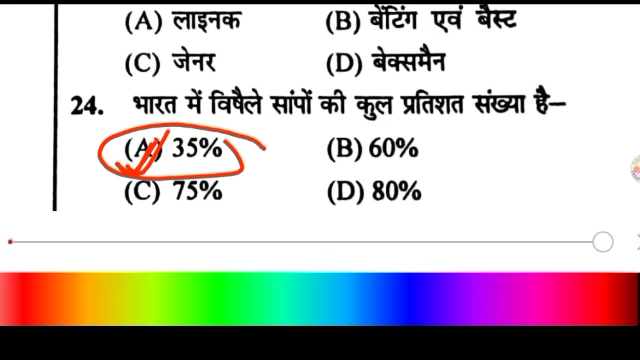 (A) लाइनक (B) बेंटिंग एवं बैस्ट
(C) जेनर (D) बेक्समैन
24. भारत में विषैले सांपों की कुल प्रतिशत संख्या है–
(A) 35% (B) 60%
(C) 75% (D) 80%